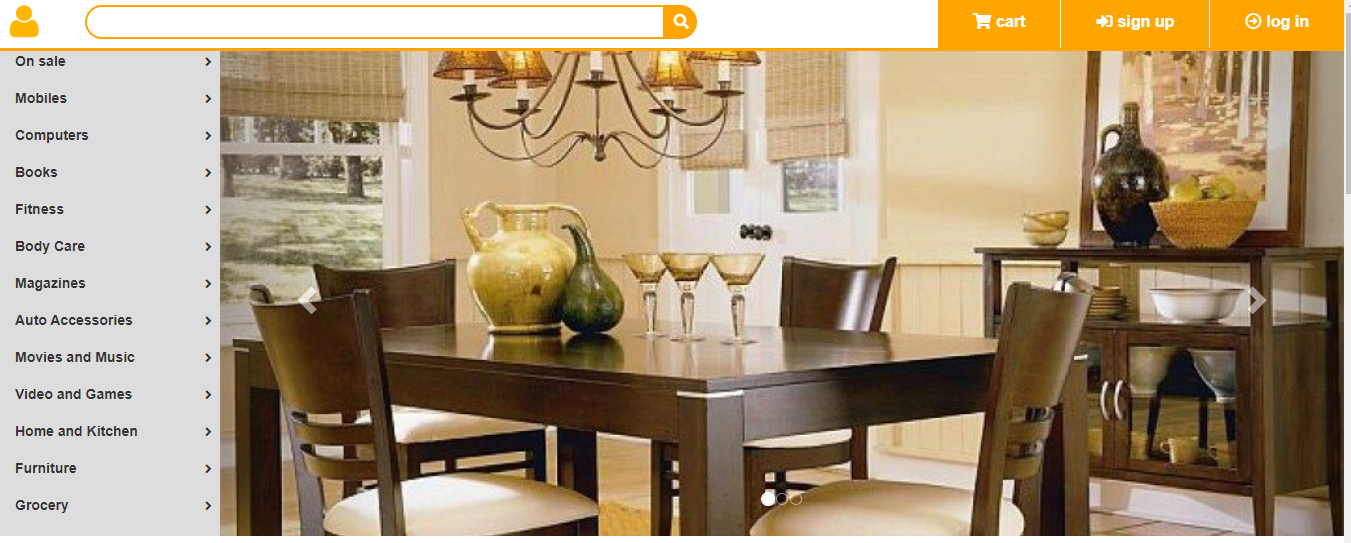 cart
sign up
log in
On sale
Mobiles
Computers
Books
Fitness
Body Care
Magazines
Auto Accessories
Movies and Music
Video and Games
Home and Kitchen
Furniture
Grocery